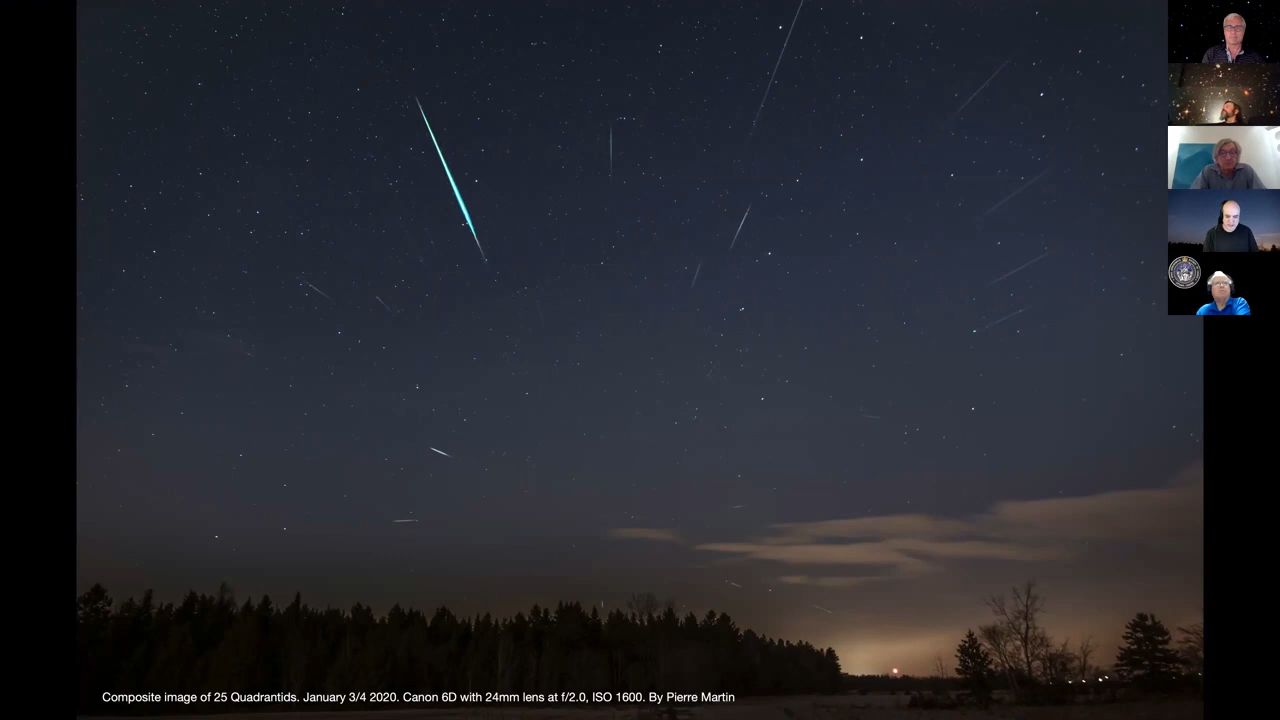 Composite image of 25 Quadrantids. January 3/4 2020. Canon 6D with 24mm lens at f/2.0, ISO 1600. By Pierre Martin